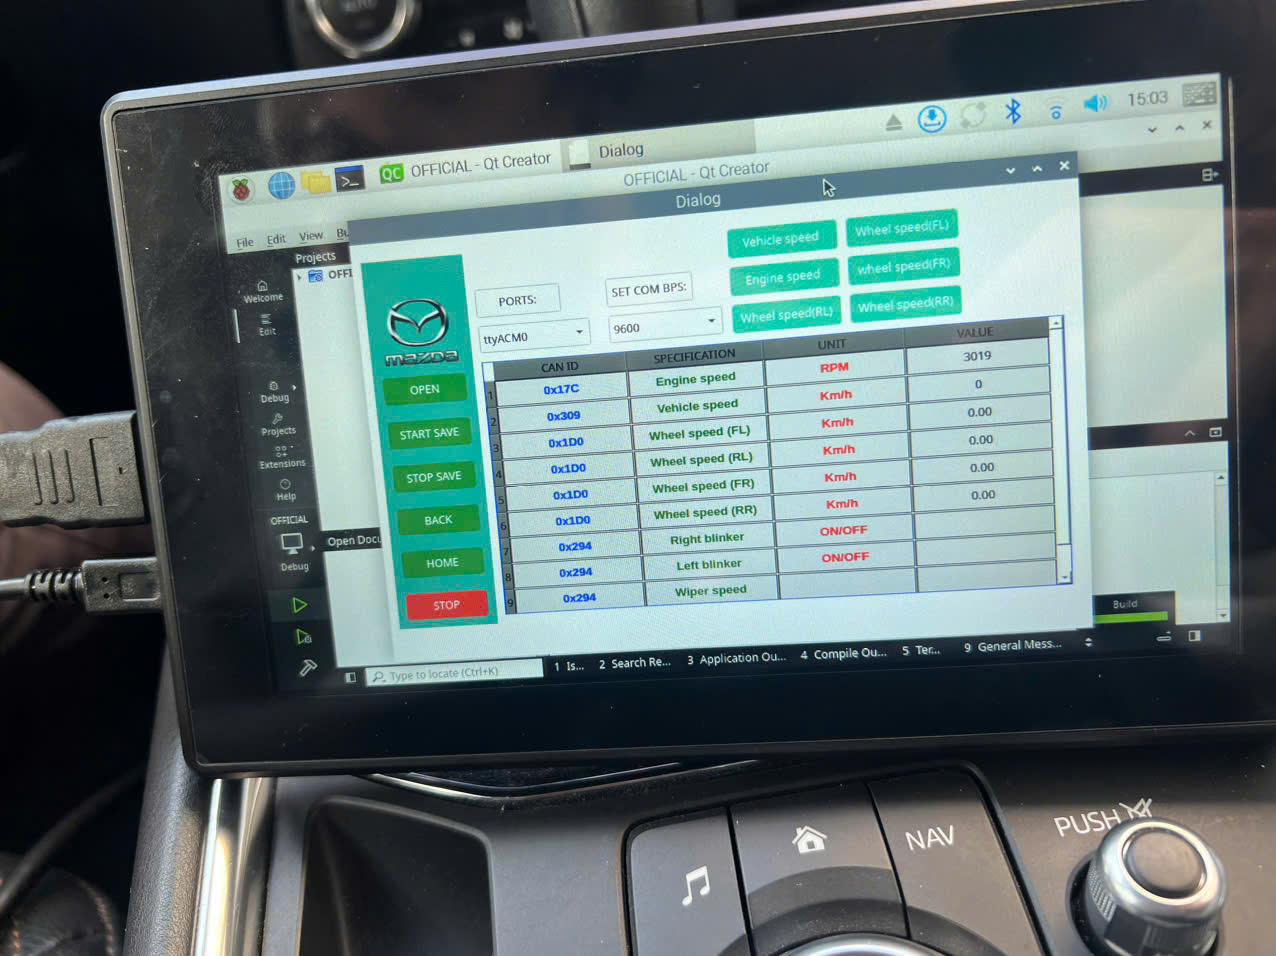 QC OFFICIAL - Qt Creator
Dialog
15:03
OFFICIAL - Qt Creator
Dialog
File Edit View Bu
Projects
OFFI
Welcome
Edit
Debug
Projects
Extensions
Help
OFFICIAL
Debug
Open Docu
mazda
OPEN
START SAVE
STOP SAVE
BACK
HOME
STOP
PORTS:
ttyACM0
SET COM BPS:
9600
Vehicle speed
Wheel speed(FL)
Engine speed
wheel speed(FR)
Wheel speed(RL)
Wheel speed(RR)
CAN ID SPECIFICATION UNIT VALUE
1 0x17C Engine speed RPM 3019
2 0x309 Vehicle speed Km/h 0
3 0x1D0 Wheel speed (FL) Km/h 0.00
4 0x1D0 Wheel speed (RL) Km/h 0.00
5 0x1D0 Wheel speed (FR) Km/h 0.00
6 0x1D0 Wheel speed (RR) Km/h 0.00
7 0x294 Right blinker ON/OFF
8 0x294 Left blinker ON/OFF
9 0x294 Wiper speed
Build
Type to locate (Ctrl+K)
1 Is... 2 Search Re... 3 Application Ou... 4 Compile Ou... 5 Ter... 9 General Mess...
NAV
PUSH